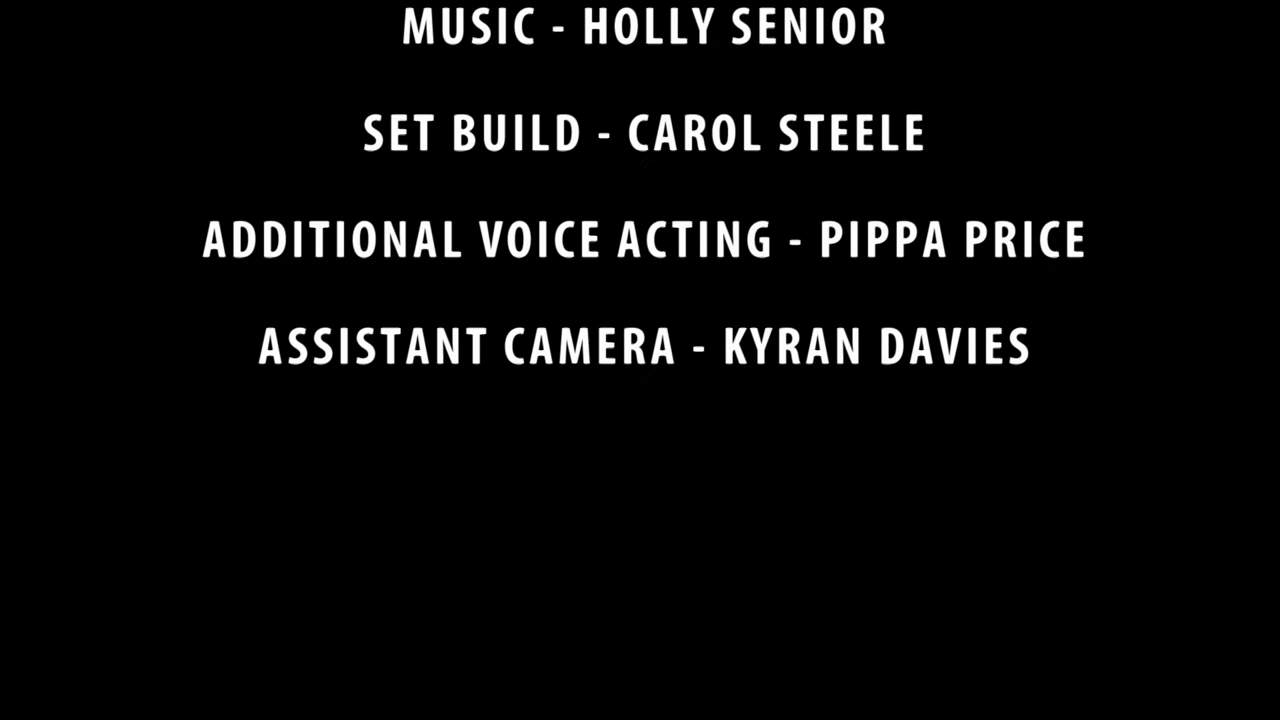 MUSIC - HOLLY SENIOR
SET BUILD - CAROL STEELE
ADDITIONAL VOICE ACTING - PIPPA PRICE
ASSISTANT CAMERA - KYRAN DAVIES